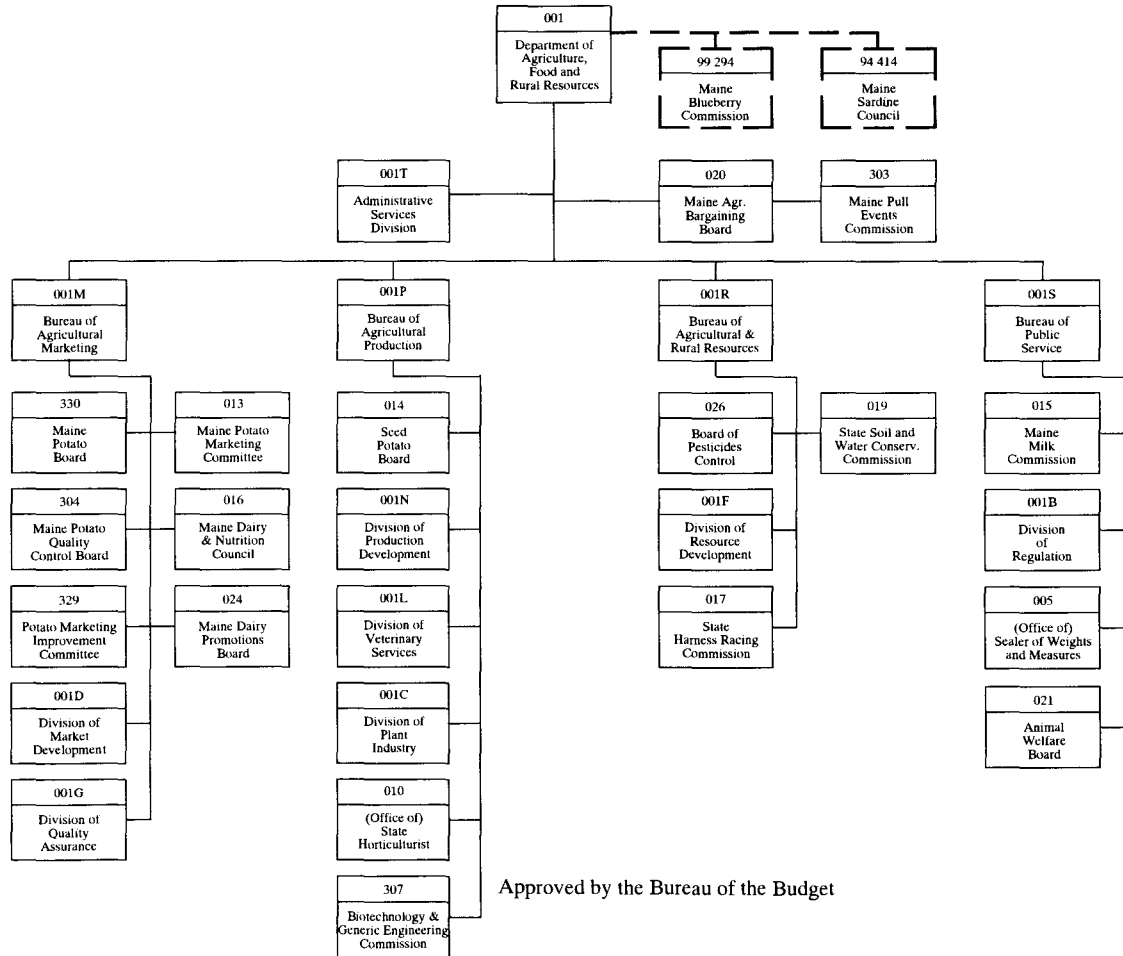 001
Department of
Agriculture,
Food and
Rural Resources
99 294
Maine
Blueberry
Commission
94 414
Maine
Sardine
Council
001T
Administrative
Services
Division
020
Maine Agr.
Bargaining
Board
303
Maine Pull
Events
Commission
001M
Bureau of
Agricultural
Marketing
001P
Bureau of
Agricultural
Production
001R
Bureau of
Agricultural &
Rural Resources
001S
Bureau of
Public
Service
330
Maine
Potato
Board
013
Maine Potato
Marketing
Committee
304
Maine Potato
Quality
Control Board
016
Maine Dairy
& Nutrition
Council
329
Potato Marketing
Improvement
Committee
024
Maine Dairy
Promotions
Board
001D
Division of
Market
Development
001G
Division of
Quality
Assurance
014
Seed
Potato
Board
001N
Division of
Production
Development
001L
Division of
Veterinary
Services
001C
Division of
Plant
Industry
010
(Office of)
State
Horticulturist
307
Biotechnology &
Generic Engineering
Commission
026
Board of
Pesticides
Control
019
State Soil and
Water Conserv.
Commission
001F
Division of
Resource
Development
017
State
Harness Racing
Commission
015
Maine
Milk
Commission
001B
Division
of
Regulation
005
(Office of)
Sealer of Weights
and Measures
021
Animal
Welfare
Board
Approved by the Bureau of the Budget